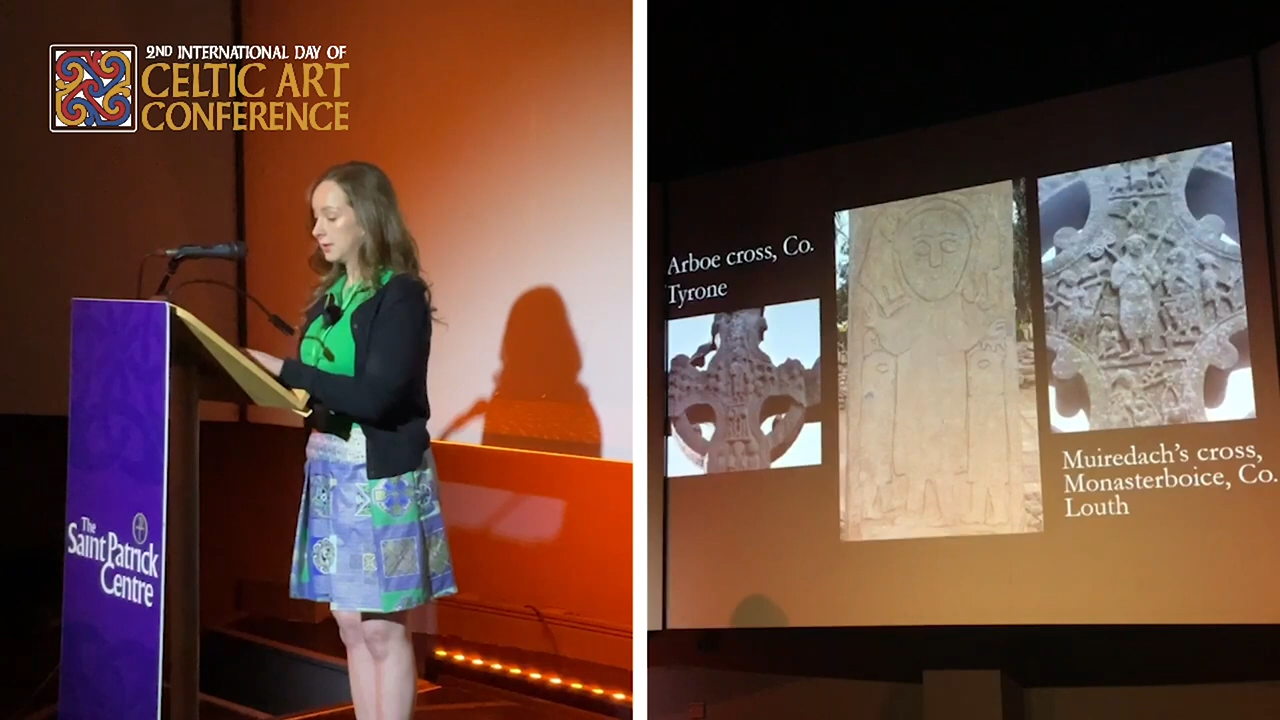 2ND INTERNATIONAL DAY OF
CELTIC ART
CONFERENCE
The
Saint Patrick
Centre
Arboe cross, Co.
Tyrone
Muiredach's cross,
Monasterboice, Co.
Louth